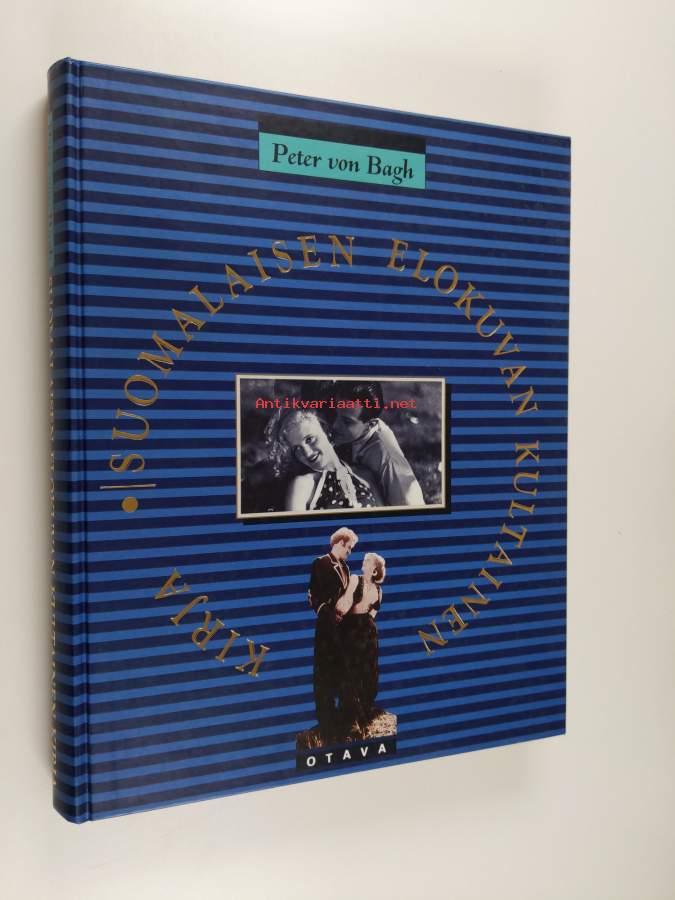 Peter von Bagh
SUOMALAISEN ELOKUVAN KULTAINEN
KIRJA
Antikvariaatti.net
OTAVA